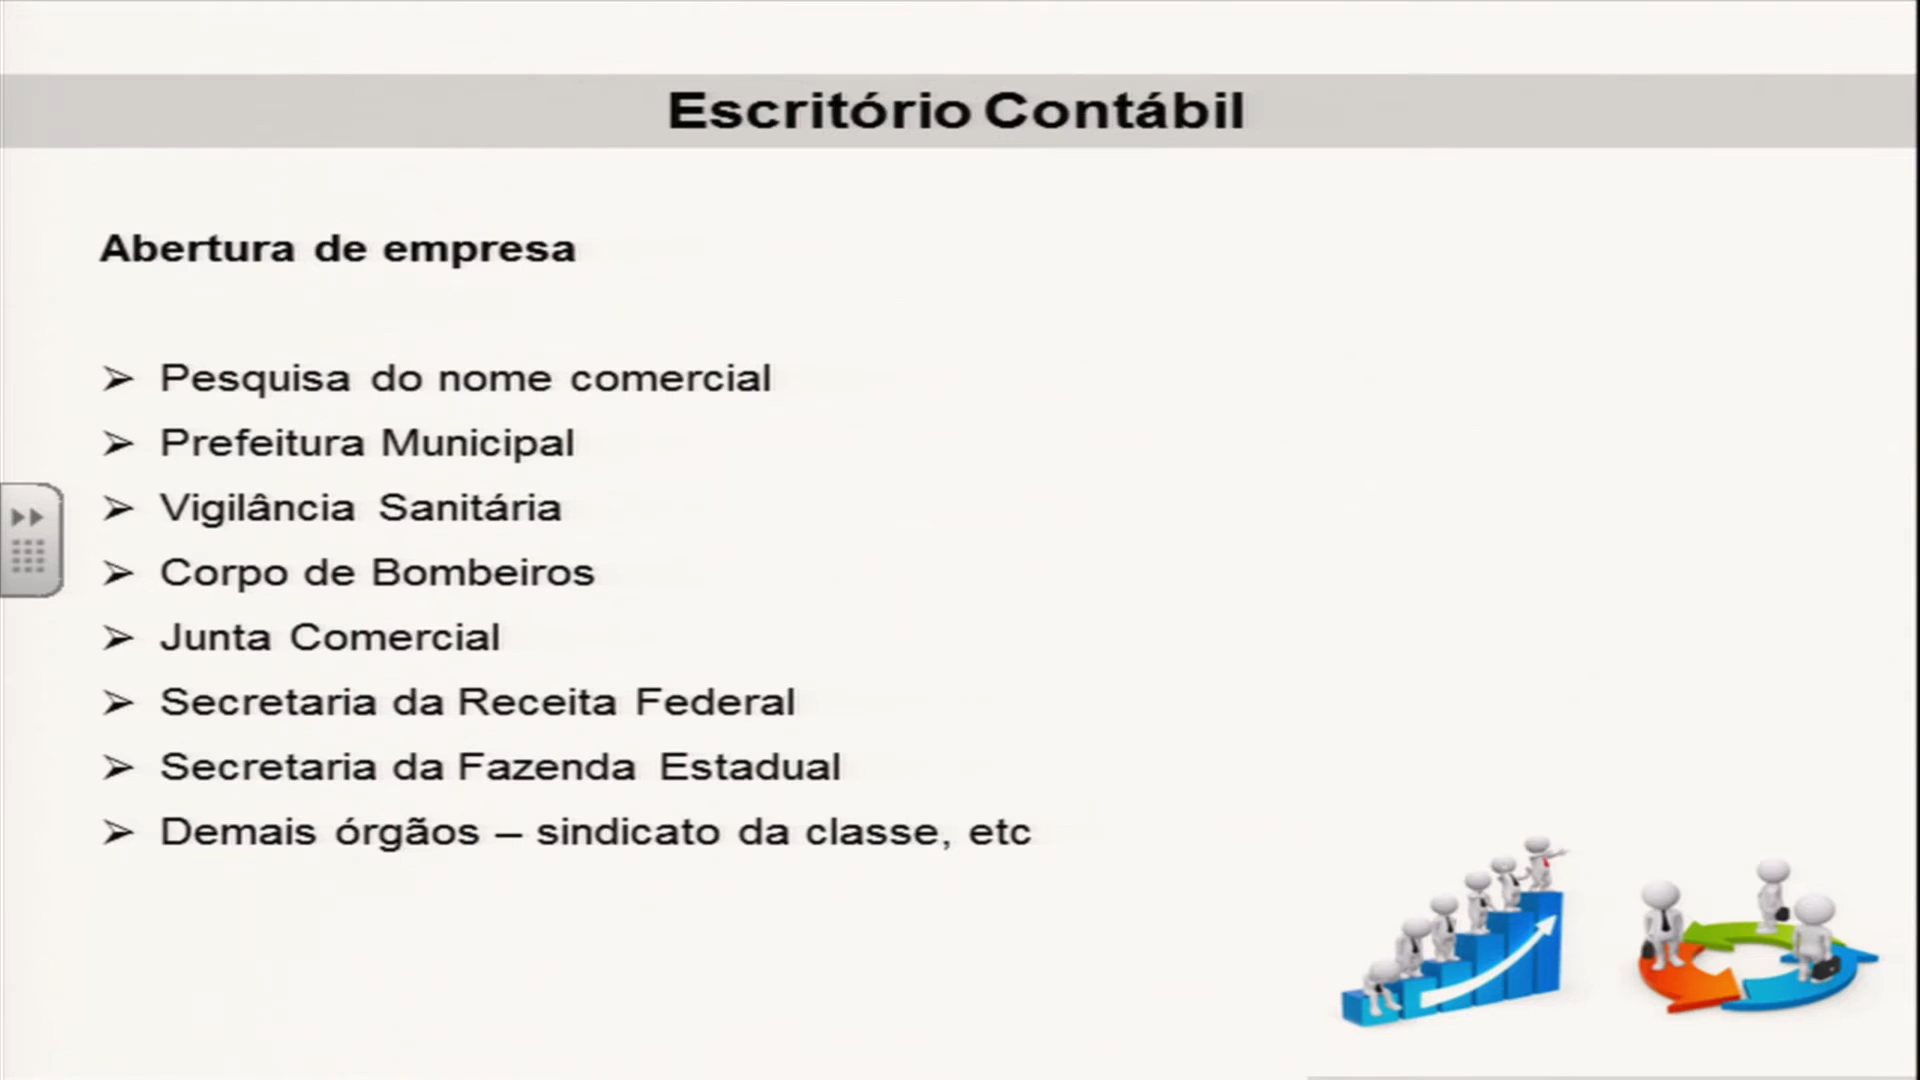 Escritório Contábil
Abertura de empresa
➢ Pesquisa do nome comercial
➢ Prefeitura Municipal
➢ Vigilância Sanitária
➢ Corpo de Bombeiros
➢ Junta Comercial
➢ Secretaria da Receita Federal
➢ Secretaria da Fazenda Estadual
➢ Demais órgãos – sindicato da classe, etc